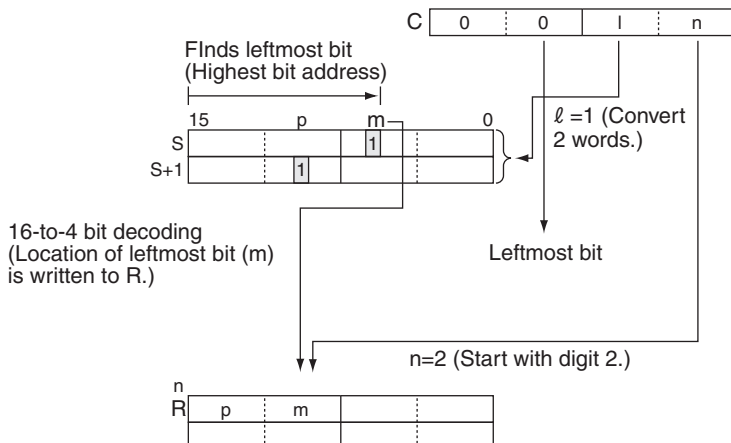 C 0 0 l n
FInds leftmost bit
(Highest bit address)
ℓ =1 (Convert
2 words.)
15 p m 0
S 1
S+1 1
16-to-4 bit decoding
(Location of leftmost bit (m)
is written to R.)
Leftmost bit
n=2 (Start with digit 2.)
n
R p m